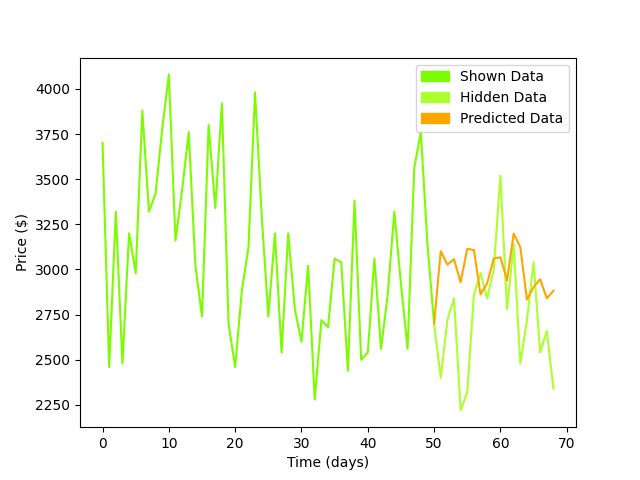 Shown Data
Hidden Data
Predicted Data
4000
3750
3500
3250
3000
2750
2500
2250
Price ($)
0 10 20 30 40 50 60 70
Time (days)